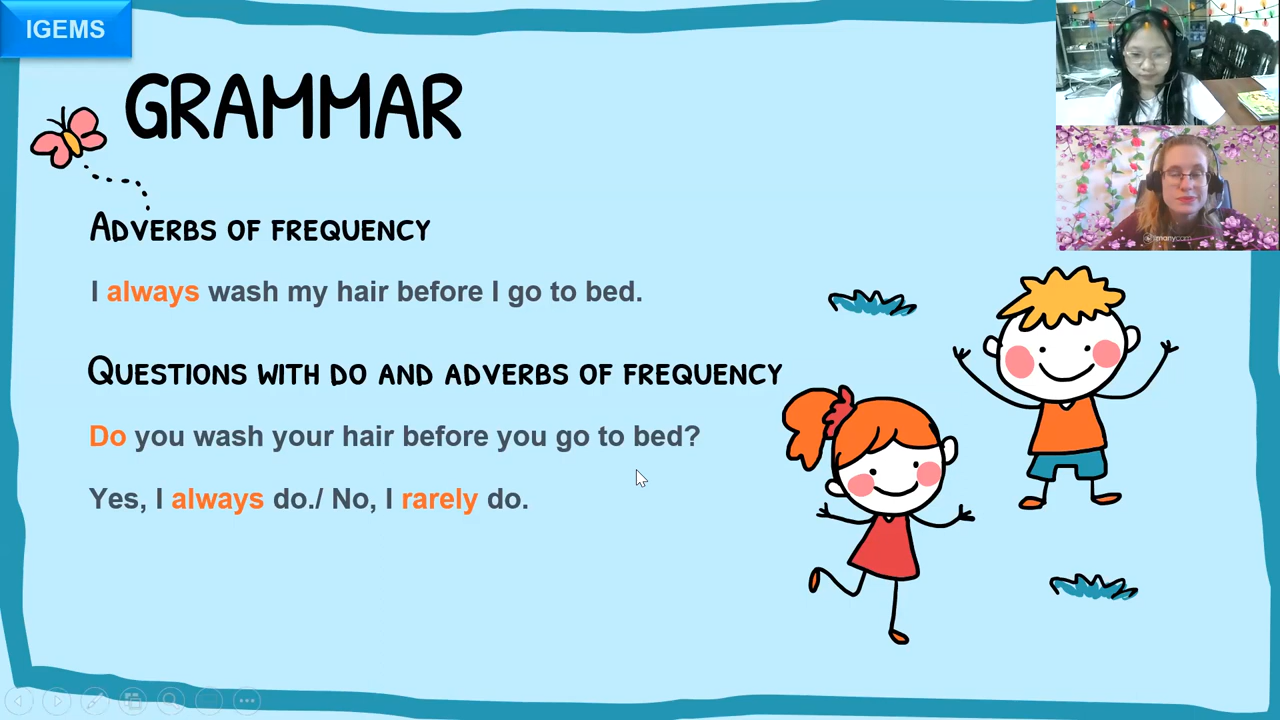 IGEMS
GRAMMAR
ADVERBS OF FREQUENCY
I always wash my hair before I go to bed.
QUESTIONS WITH DO AND ADVERBS OF FREQUENCY
Do you wash your hair before you go to bed?
Yes, I always do./ No, I rarely do.
manycam